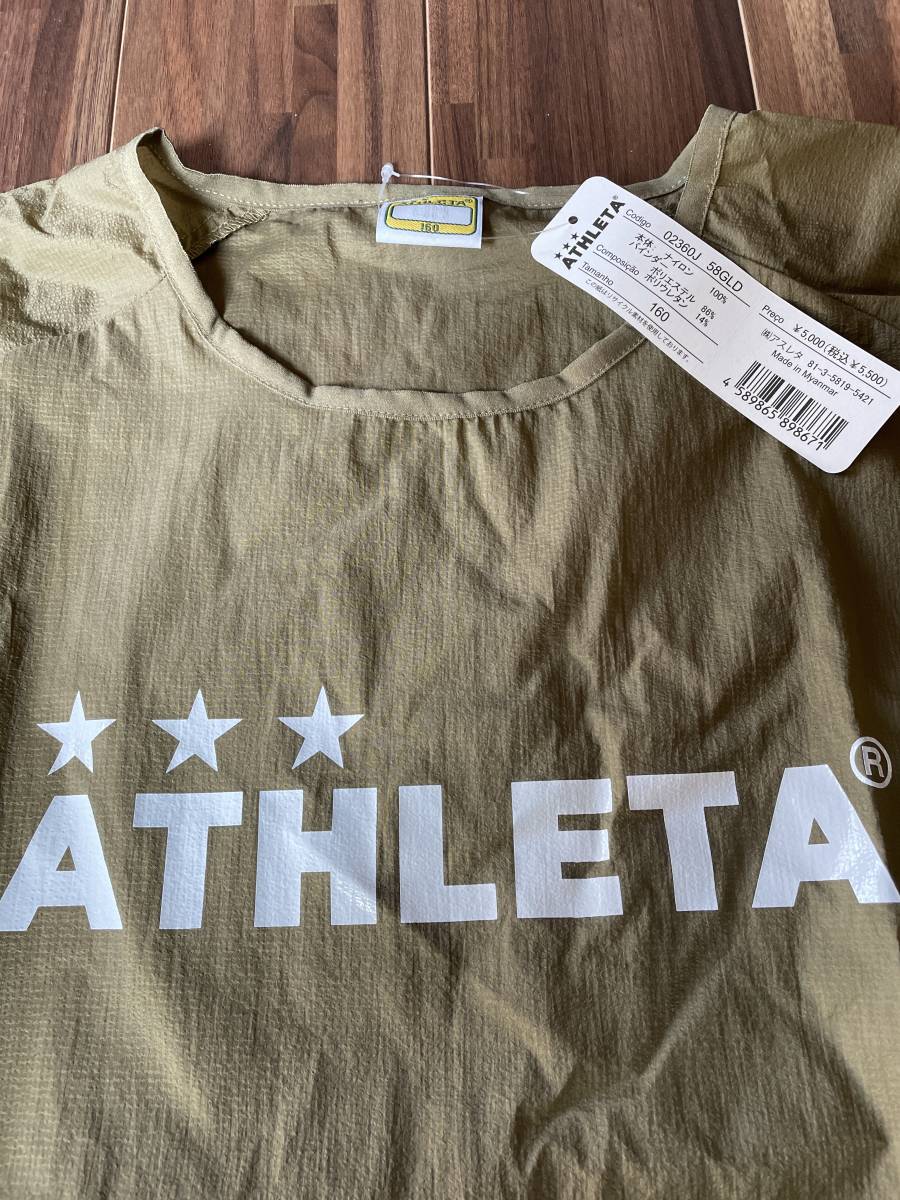 ATHLETA®
160
ATHLETA®
Codigo 02360J 58GLD
本体 ナイロン 100%
バインダー ポリエステル 86%
Composição ポリウレタン 14%
Tamanho 160
この紙はリサイクル素材を使用しております。
Preço ¥5,000(税込¥5,500)
㈱アスレタ 81-3-5819-5421
Made in Myanmar
4 589865 898671
ATHLETA®